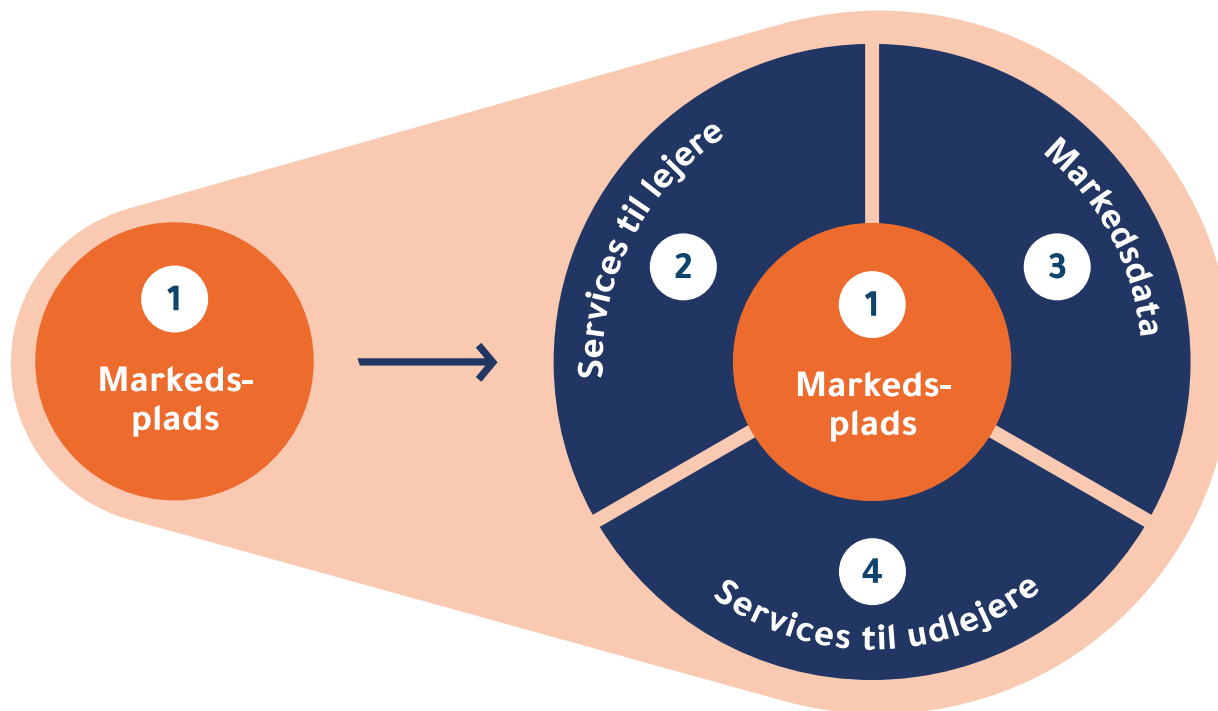 1
Markeds-
plads
Services til lejere
2
Markedsdata
3
1
Markeds-
plads
4
Services til udlejere